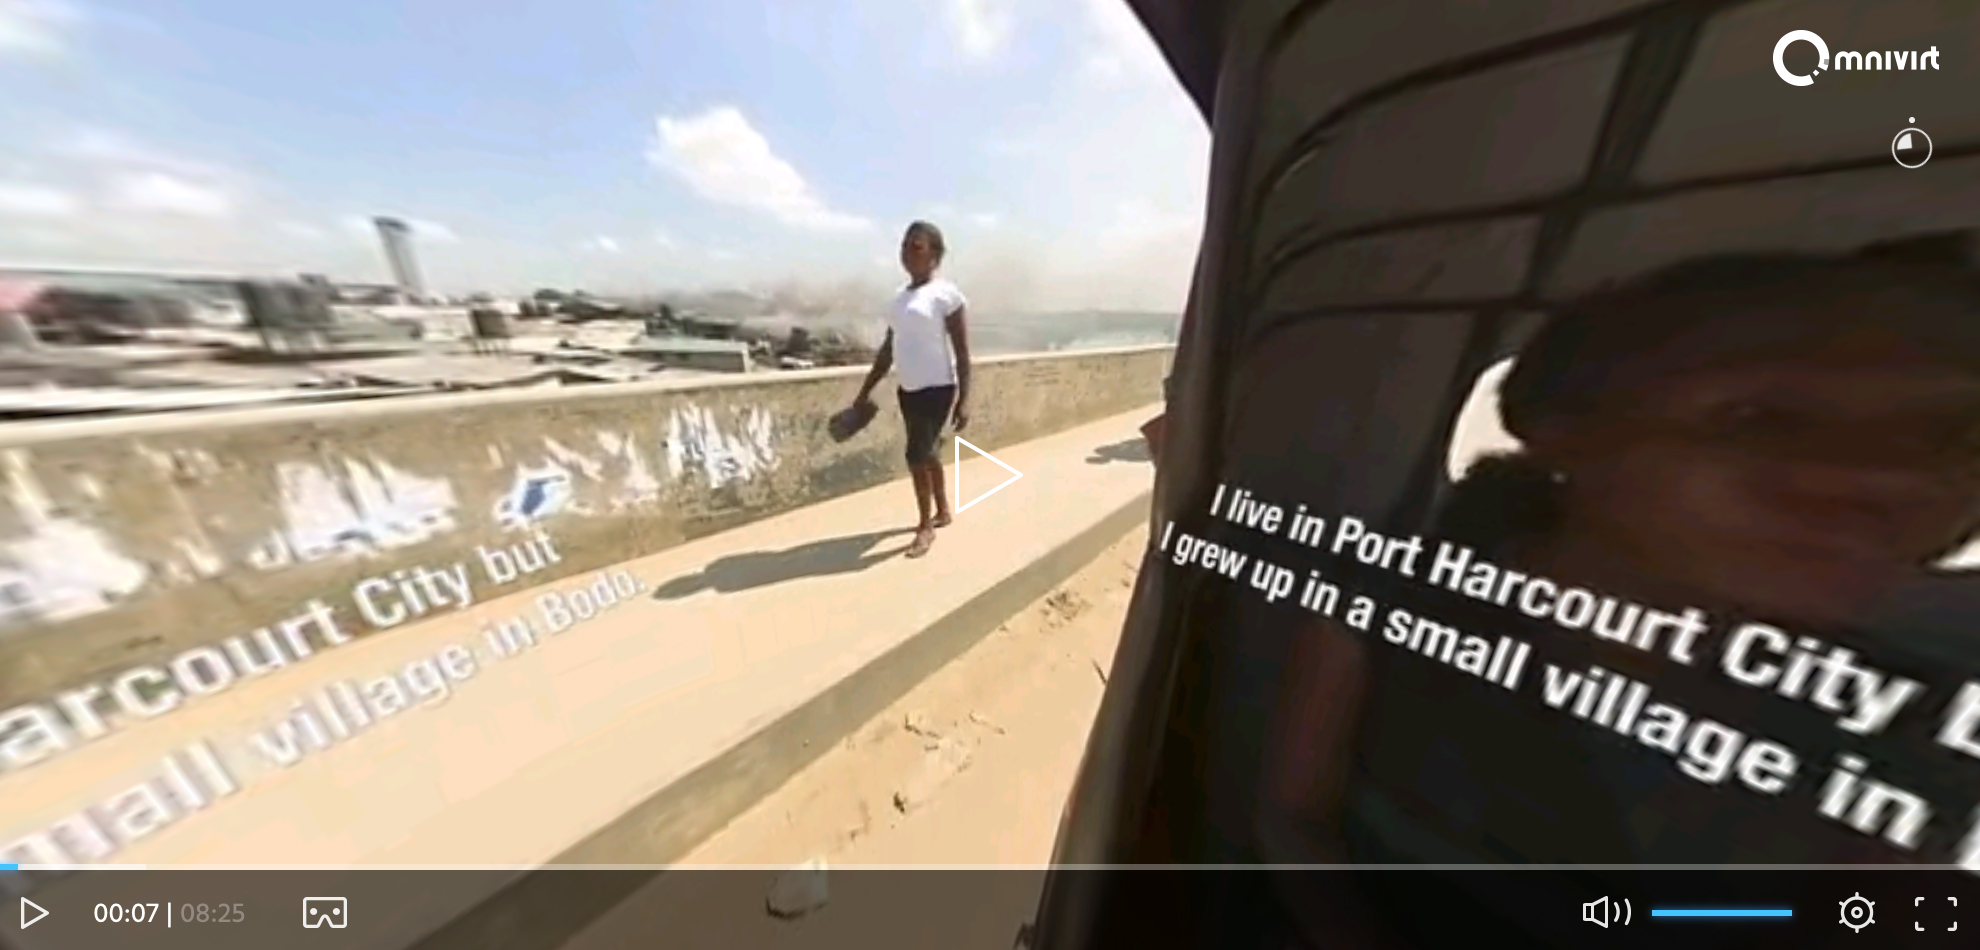 Omnivirt
arcourt City but
mall village in Bodo.
I live in Port Harcourt City b
I grew up in a small village in
00:07 | 08:25